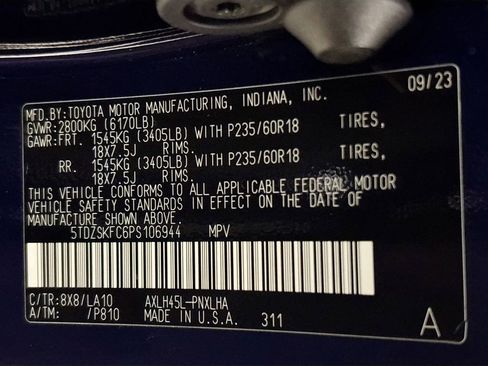 09/23
MFD.BY:TOYOTA MOTOR MANUFACTURING, INDIANA, INC.
GVWR:2800KG (6170LB)
GAWR:FRT. 1545KG (3405LB) WITH P235/60R18 TIRES,
18X7.5J RIMS.
RR. 1545KG (3405LB) WITH P235/60R18 TIRES,
18X7.5J RIMS.
THIS VEHICLE CONFORMS TO ALL APPLICABLE FEDERAL MOTOR
VEHICLE SAFETY STANDARDS IN EFFECT ON THE DATE OF
MANUFACTURE SHOWN ABOVE.
5TDZSKFC6PS106944 MPV
C/TR:8X8/LA10 AXLH45L-PNXLHA
A/TM: /P810 MADE IN U.S.A. 311 A